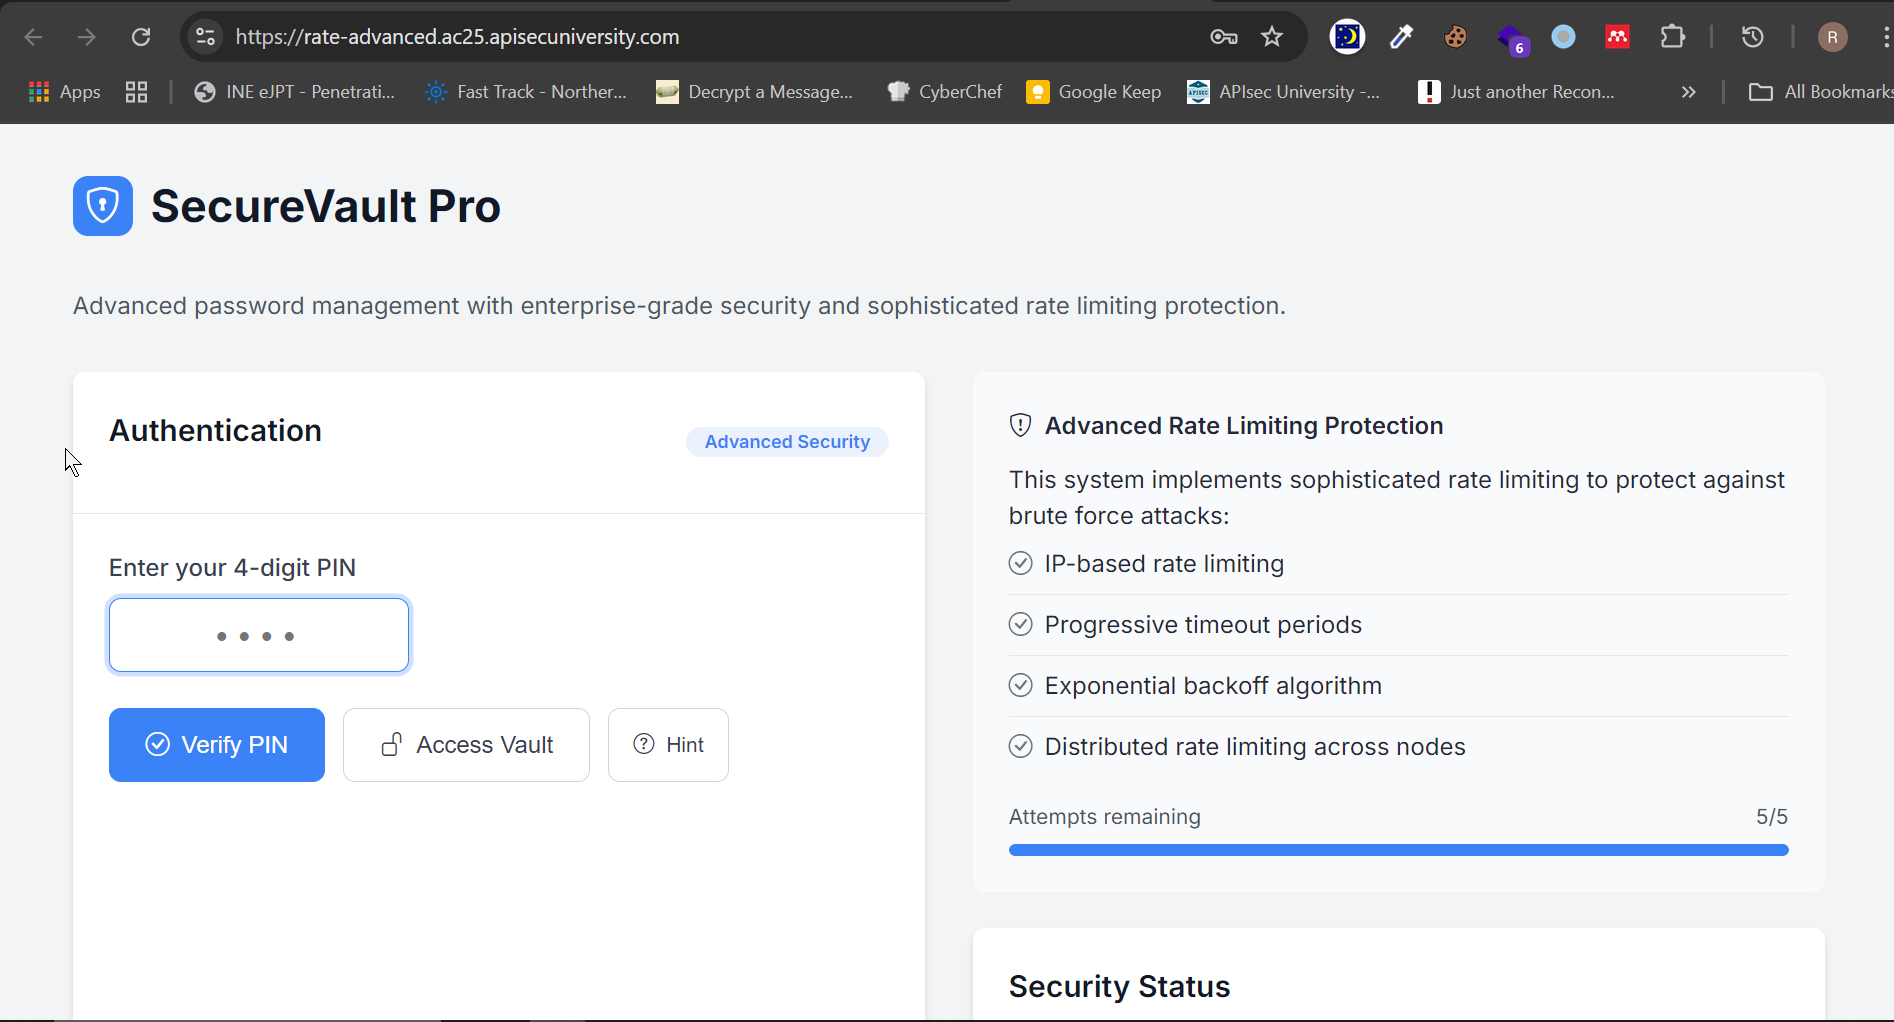 https://rate-advanced.ac25.apisecuniversity.com
6
R
Apps
INE eJPT - Penetrati...
Fast Track - Norther...
Decrypt a Message...
CyberChef
Google Keep
APIsec University -...
Just another Recon...
»
All Bookmarks
SecureVault Pro
Advanced password management with enterprise-grade security and sophisticated rate limiting protection.
Authentication
Advanced Security
Enter your 4-digit PIN
Verify PIN
Access Vault
Hint
Advanced Rate Limiting Protection
This system implements sophisticated rate limiting to protect against
brute force attacks:
IP-based rate limiting
Progressive timeout periods
Exponential backoff algorithm
Distributed rate limiting across nodes
Attempts remaining 5/5
Security Status